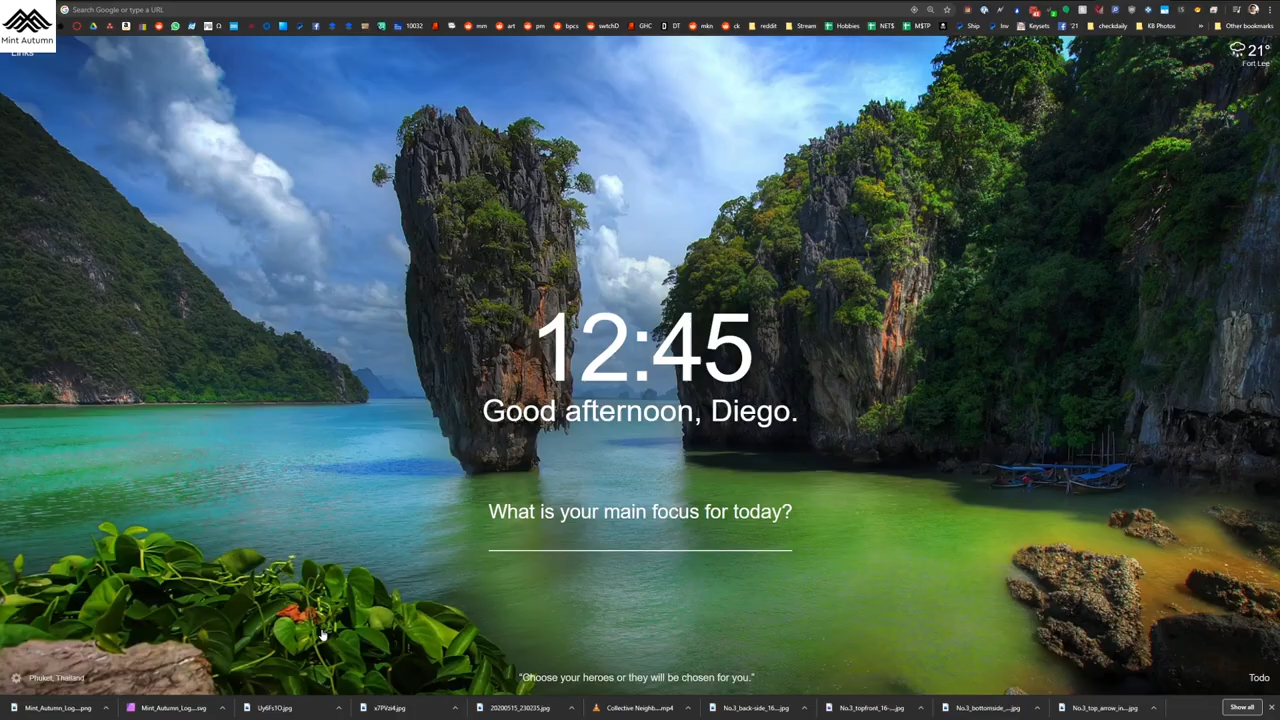 Search Google or type a URL
10032
mm
art
pm
bpcs
swtchD
GHC
DT
mkn
ck
reddit
Stream
Hobbies
NETS
M$TP
Ship
Inv
Keysets
'21
checkdaily
KB Photos
Other bookmarks
Mint Autumn
Links
21°
Fort Lee
12:45
Good afternoon, Diego.
What is your main focus for today?
Phuket, Thailand
"Choose your heroes or they will be chosen for you."
Todo
Mint_Autumn_Log....png
Mint_Autumn_Log....svg
Uy6Fs1O.jpg
x7PVzi4.jpg
20200515_230235.jpg
Collective Neighb....mp4
No.3_back-side_16....jpg
No.3_topfront_16-....jpg
No.3_bottomside_...jpg
No.3_top_arrow_in....jpg
Show all